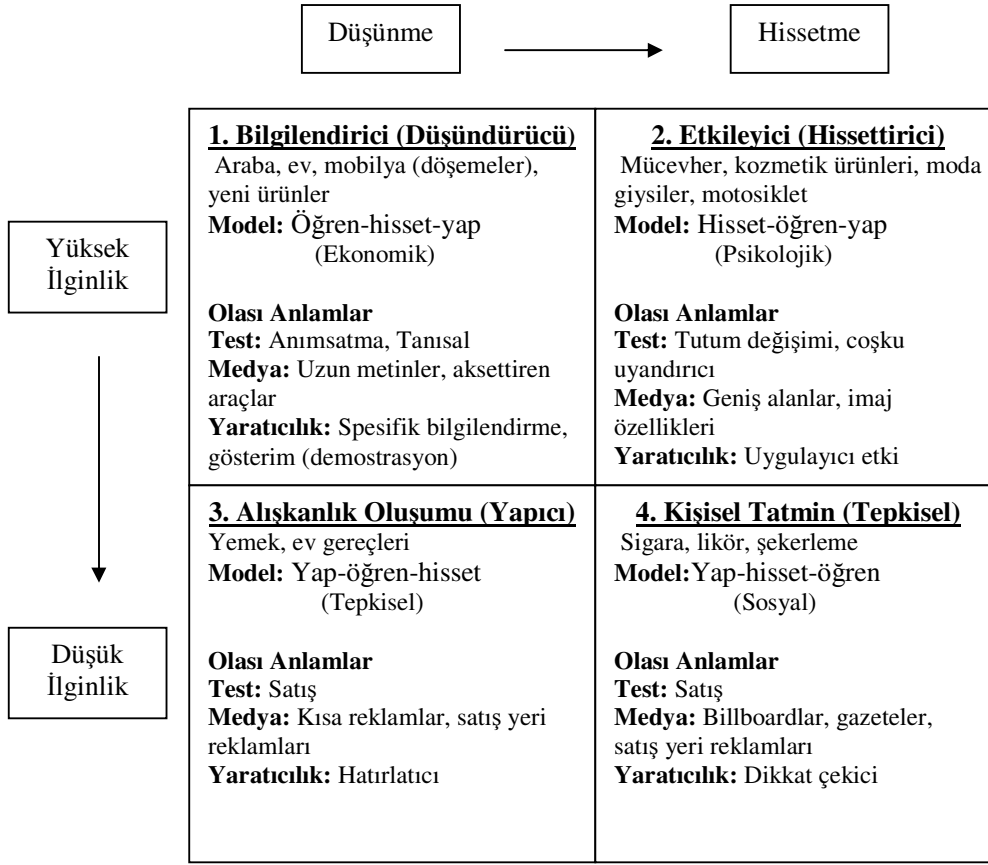 Düşünme
Hissetme
Yüksek
İlginlik
Düşük
İlginlik
1. Bilgilendirici (Düşündürücü)
Araba, ev, mobilya (döşemeler),
yeni ürünler
Model: Öğren-hisset-yap
(Ekonomik)
Olası Anlamlar
Test: Anımsatma, Tanısal
Medya: Uzun metinler, aksettiren
araçlar
Yaratıcılık: Spesifik bilgilendirme,
gösterim (demostrasyon)
2. Etkileyici (Hissettirici)
Mücevher, kozmetik ürünleri, moda
giysiler, motosiklet
Model: Hisset-öğren-yap
(Psikolojik)
Olası Anlamlar
Test: Tutum değişimi, coşku
uyandırıcı
Medya: Geniş alanlar, imaj
özellikleri
Yaratıcılık: Uygulayıcı etki
3. Alışkanlık Oluşumu (Yapıcı)
Yemek, ev gereçleri
Model: Yap-öğren-hisset
(Tepkisel)
Olası Anlamlar
Test: Satış
Medya: Kısa reklamlar, satış yeri
reklamları
Yaratıcılık: Hatırlatıcı
4. Kişisel Tatmin (Tepkisel)
Sigara, likör, şekerleme
Model:Yap-hisset-öğren
(Sosyal)
Olası Anlamlar
Test: Satış
Medya: Billboardlar, gazeteler,
satış yeri reklamları
Yaratıcılık: Dikkat çekici